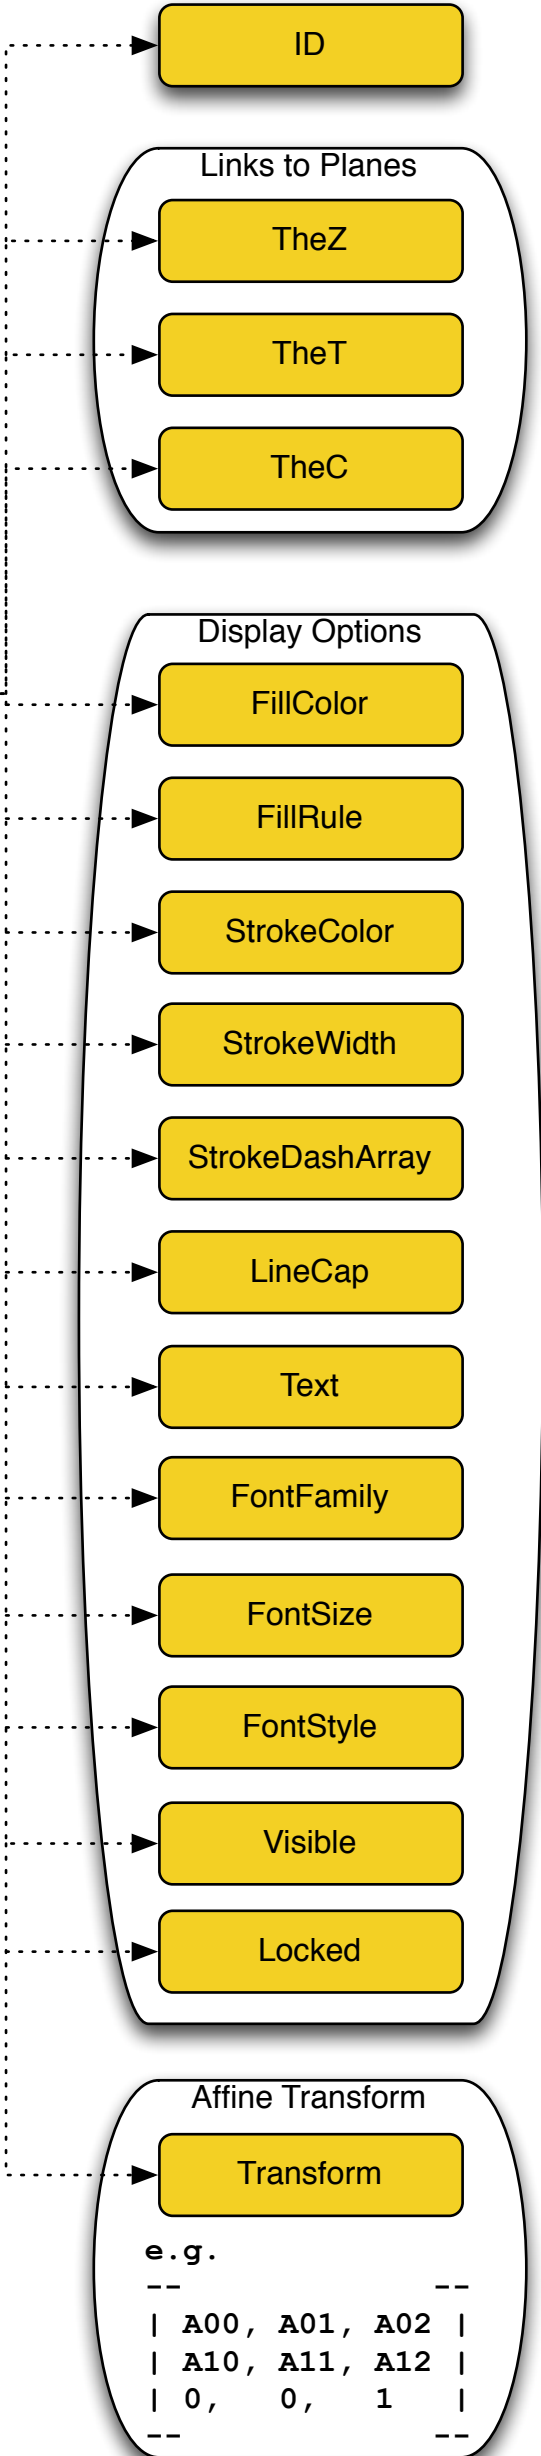 ID
Links to Planes
TheZ
TheT
TheC
Display Options
FillColor
FillRule
StrokeColor
StrokeWidth
StrokeDashArray
LineCap
Text
FontFamily
FontSize
FontStyle
Visible
Locked
Affine Transform
Transform
e.g.
-- --
| A00, A01, A02 |
| A10, A11, A12 |
| 0, 0, 1 |
-- --